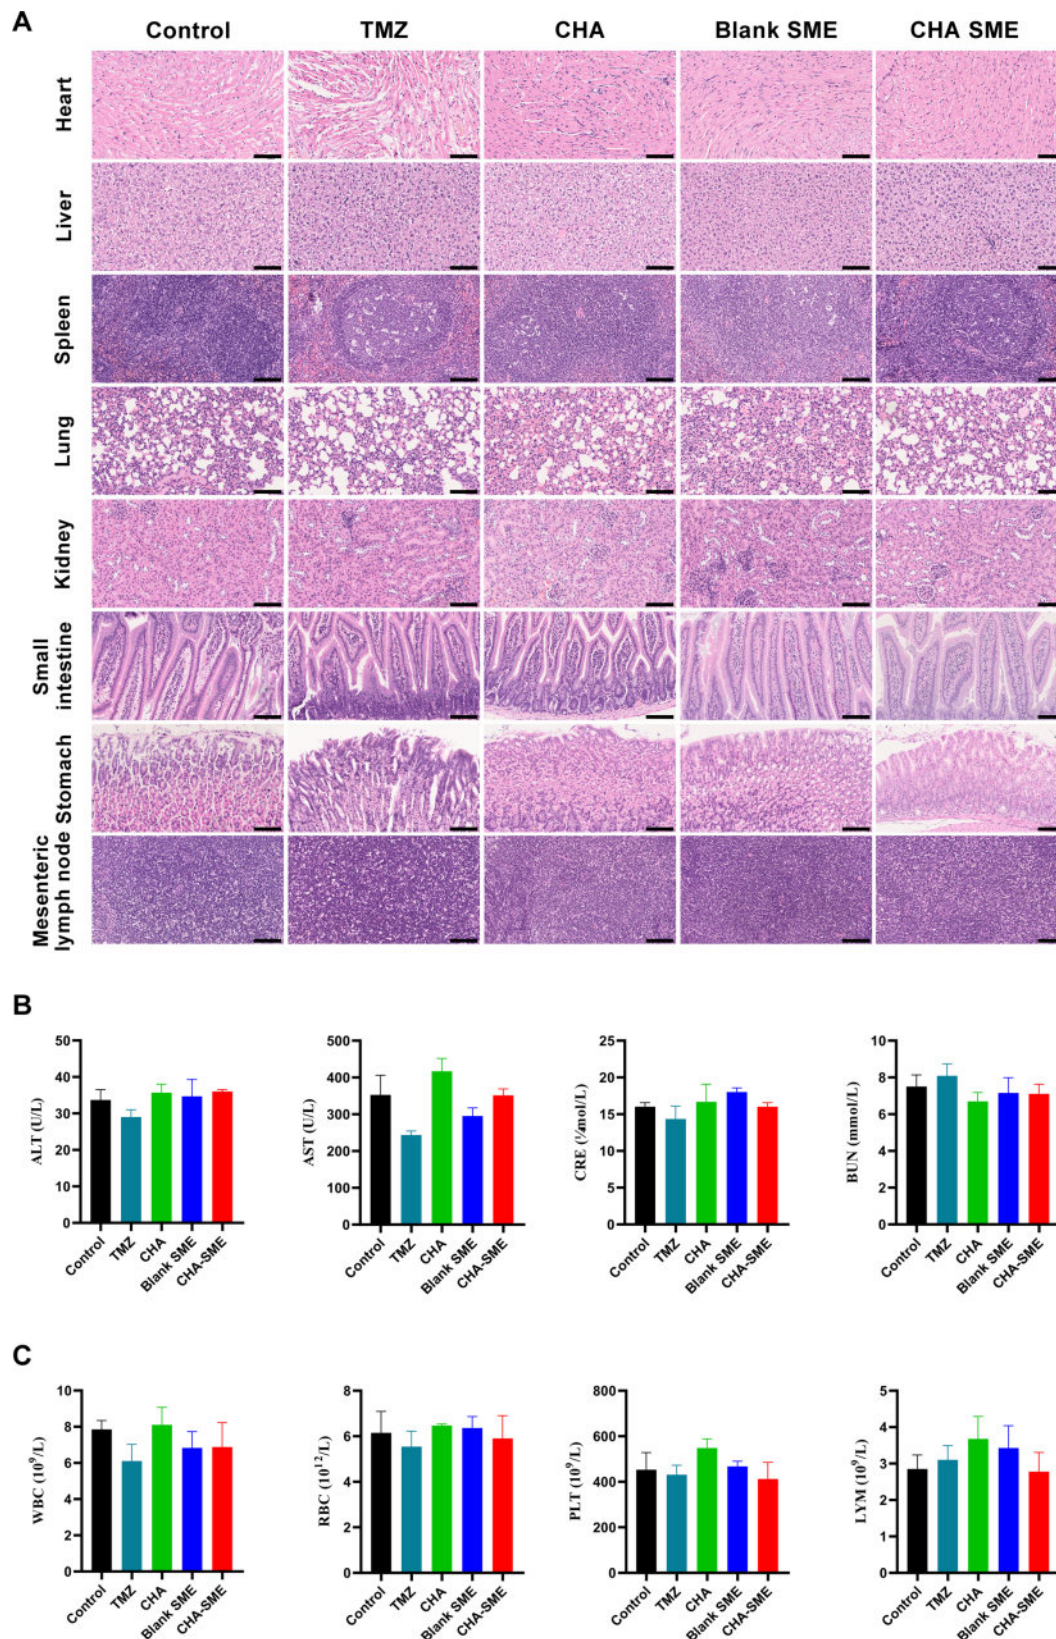 A
Control TMZ CHA Blank SME CHA SME
Heart
Liver
Spleen
Lung
Kidney
Small
intestine
Stomach
Mesenteric
lymph node
B
ALT (U/L)
50
40
30
20
10
0
Control TMZ CHA Blank SME CHA-SME
AST (U/L)
500
400
300
200
100
0
Control TMZ CHA Blank SME CHA-SME
CRE (¼mol/L)
25
20
15
10
5
0
Control TMZ CHA Blank SME CHA-SME
BUN (mmol/L)
10
8
6
4
2
0
Control TMZ CHA Blank SME CHA-SME
C
WBC (10⁹/L)
10
8
6
4
2
0
Control TMZ CHA Blank SME CHA-SME
RBC (10¹²/L)
8
6
4
2
0
Control TMZ CHA Blank SME CHA-SME
PLT (10⁹/L)
800
600
400
200
0
Control TMZ CHA Blank SME CHA-SME
LYM (10⁹/L)
5
4
3
2
1
0
Control TMZ CHA Blank SME CHA-SME